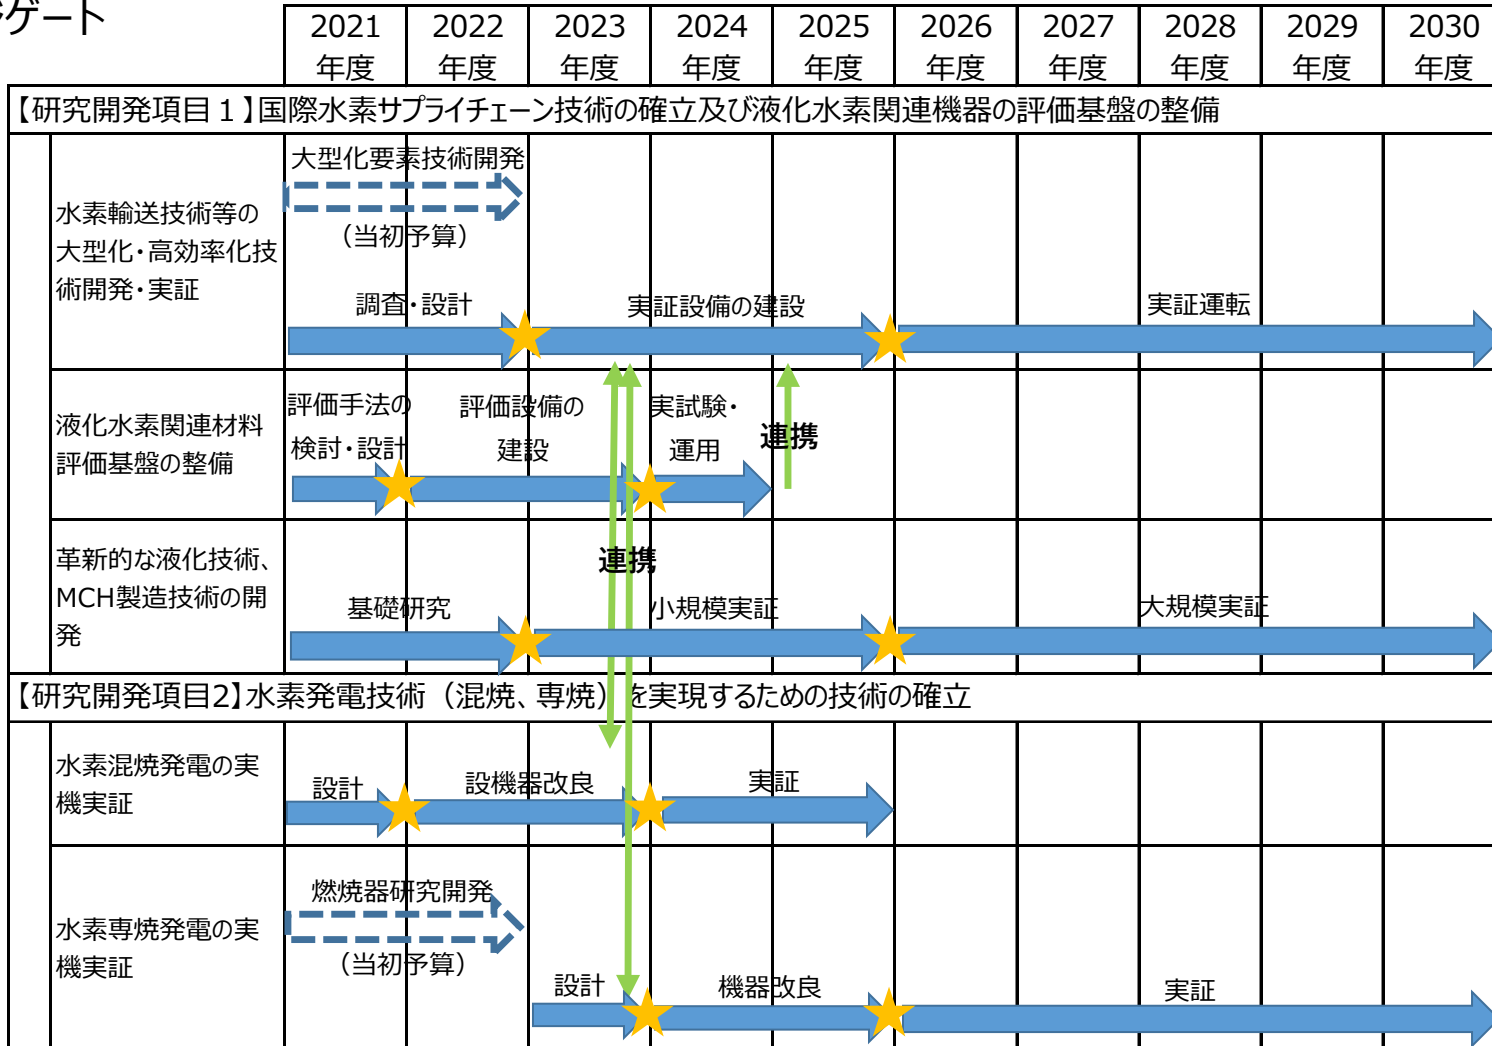 ゲート
2021 2022 2023 2024 2025 2026 2027 2028 2029 2030
年度 年度 年度 年度 年度 年度 年度 年度 年度 年度
【研究開発項目1】国際水素サプライチェーン技術の確立及び液化水素関連機器の評価基盤の整備
水素輸送技術等の
大型化・高効率化技
術開発・実証
大型化要素技術開発
（当初予算）
調査・設計
実証設備の建設
実証運転
液化水素関連材料
評価基盤の整備
評価手法の
検討・設計
評価設備の
建設
実試験・
運用
連携
連携
革新的な液化技術、
MCH製造技術の開
発
基礎研究
小規模実証
大規模実証
【研究開発項目2】水素発電技術（混焼、専焼）を実現するための技術の確立
水素混焼発電の実
機実証
設計
設機器改良
実証
水素専焼発電の実
機実証
燃焼器研究開発
（当初予算）
設計
機器改良
実証